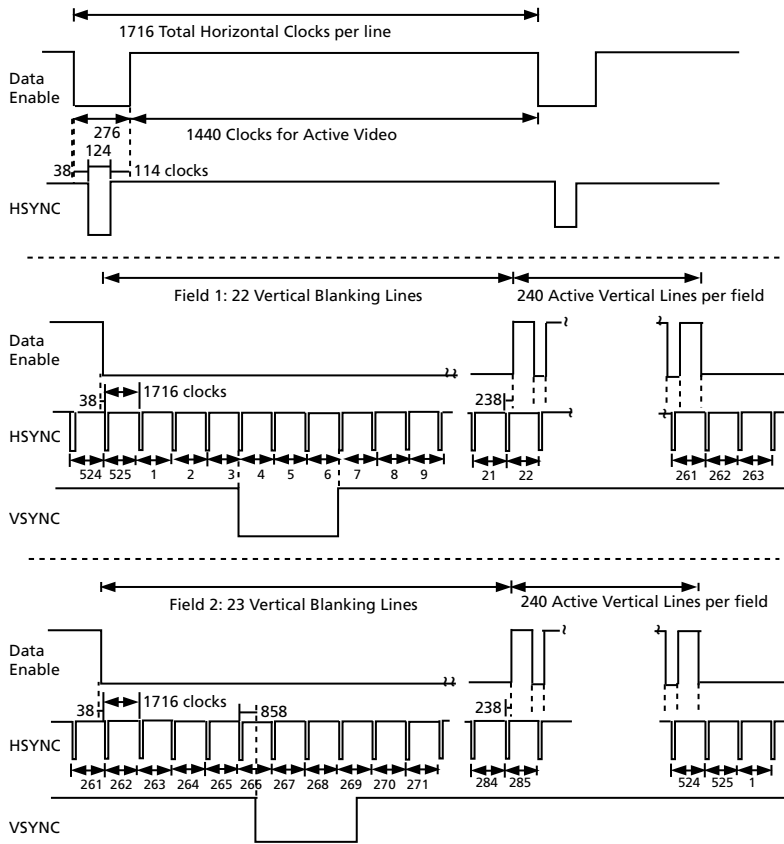 1716 Total Horizontal Clocks per line
Data
Enable
276
1440 Clocks for Active Video
124
38
114 clocks
HSYNC
Field 1: 22 Vertical Blanking Lines
240 Active Vertical Lines per field
Data
Enable
1716 clocks
38
238
HSYNC
524 525 1 2 3 4 5 6 7 8 9 21 22 261 262 263
VSYNC
Field 2: 23 Vertical Blanking Lines
240 Active Vertical Lines per field
Data
Enable
1716 clocks
38
858
238
HSYNC
261 262 263 264 265 266 267 268 269 270 271 284 285 524 525 1
VSYNC